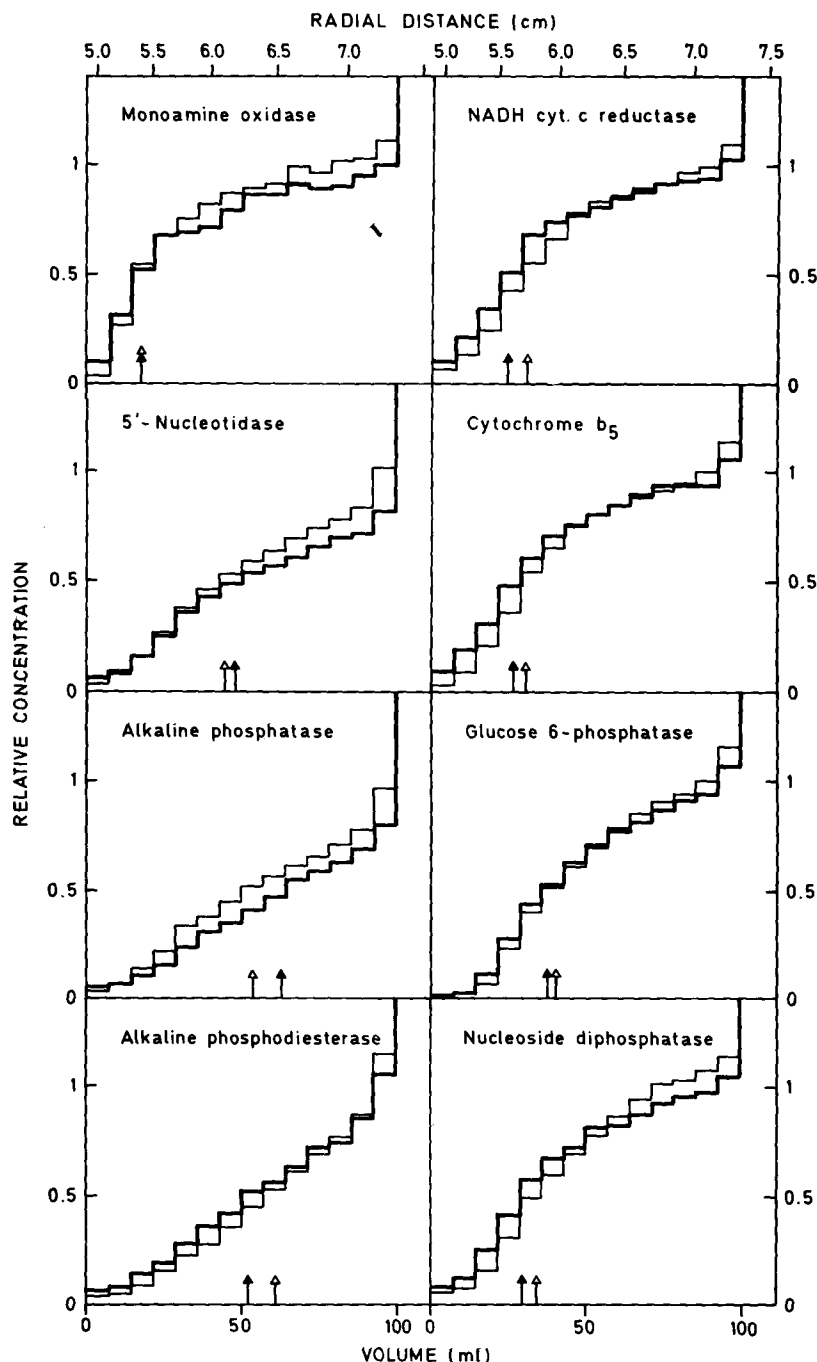 RADIAL DISTANCE (cm)
5.0 5.5 6.0 6.5 7.0 5.0 5.5 6.0 6.5 7.0 7.5
Monoamine oxidase
NADH cyt. c reductase
1 1
0.5 0.5
0 0
5'-Nucleotidase
Cytochrome b5
1 1
0.5 0.5
0 0
RELATIVE CONCENTRATION
Alkaline phosphatase
Glucose 6-phosphatase
1 1
0.5 0.5
0 0
Alkaline phosphodiesterase
Nucleoside diphosphatase
1 1
0.5 0.5
0 0
0 50 100 0 50 100
VOLUME (ml)